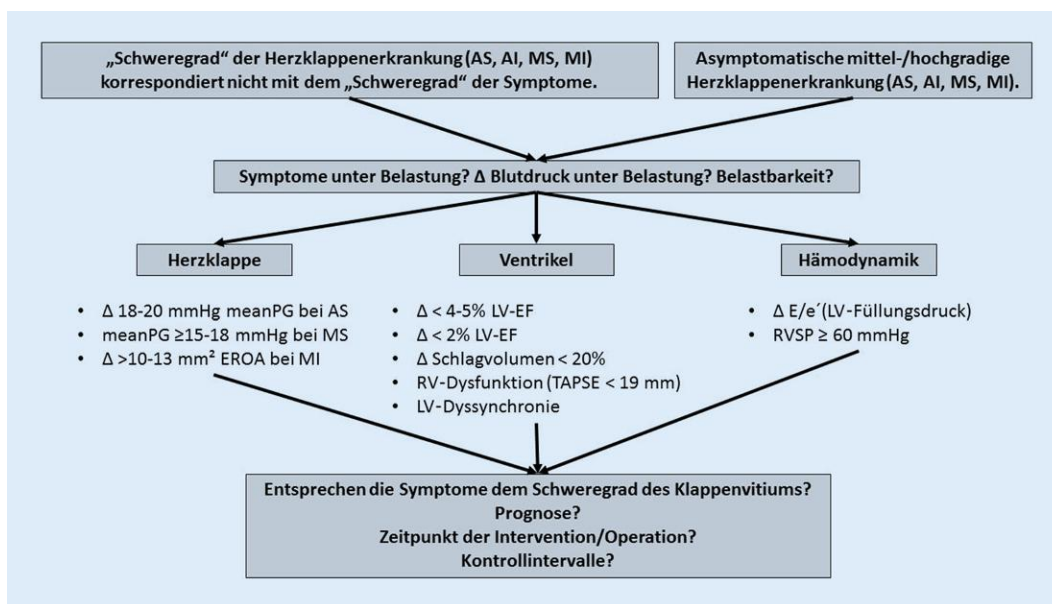 „Schweregrad“ der Herzklappenerkrankung (AS, AI, MS, MI)
korrespondiert nicht mit dem „Schweregrad“ der Symptome.
Asymptomatische mittel-/hochgradige
Herzklappenerkrankung (AS, AI, MS, MI).
Symptome unter Belastung? Δ Blutdruck unter Belastung? Belastbarkeit?
Herzklappe
• Δ 18-20 mmHg meanPG bei AS
• meanPG ≥15-18 mmHg bei MS
• Δ >10-13 mm² EROA bei MI
Ventrikel
• Δ < 4-5% LV-EF
• Δ < 2% LV-EF
• Δ Schlagvolumen < 20%
• RV-Dysfunktion (TAPSE < 19 mm)
• LV-Dyssynchronie
Hämodynamik
• Δ E/e´ (LV-Füllungsdruck)
• RVSP ≥ 60 mmHg
Entsprechen die Symptome dem Schweregrad des Klappenvitiums?
Prognose?
Zeitpunkt der Intervention/Operation?
Kontrollintervalle?